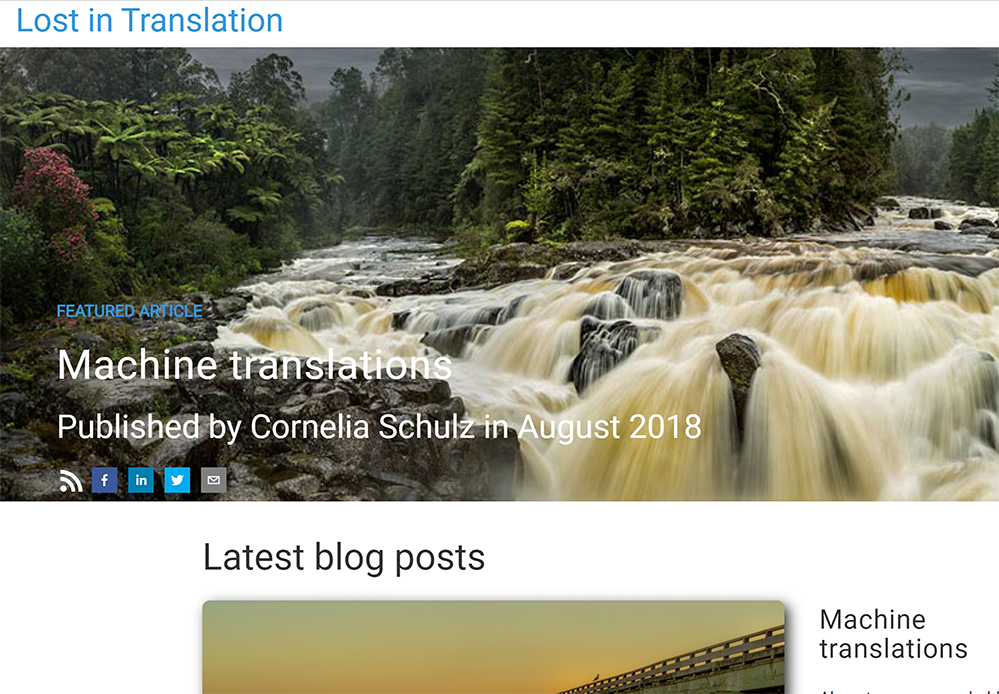 Lost in Translation
FEATURED ARTICLE
Machine translations
Published by Cornelia Schulz in August 2018
Latest blog posts
Machine
translations